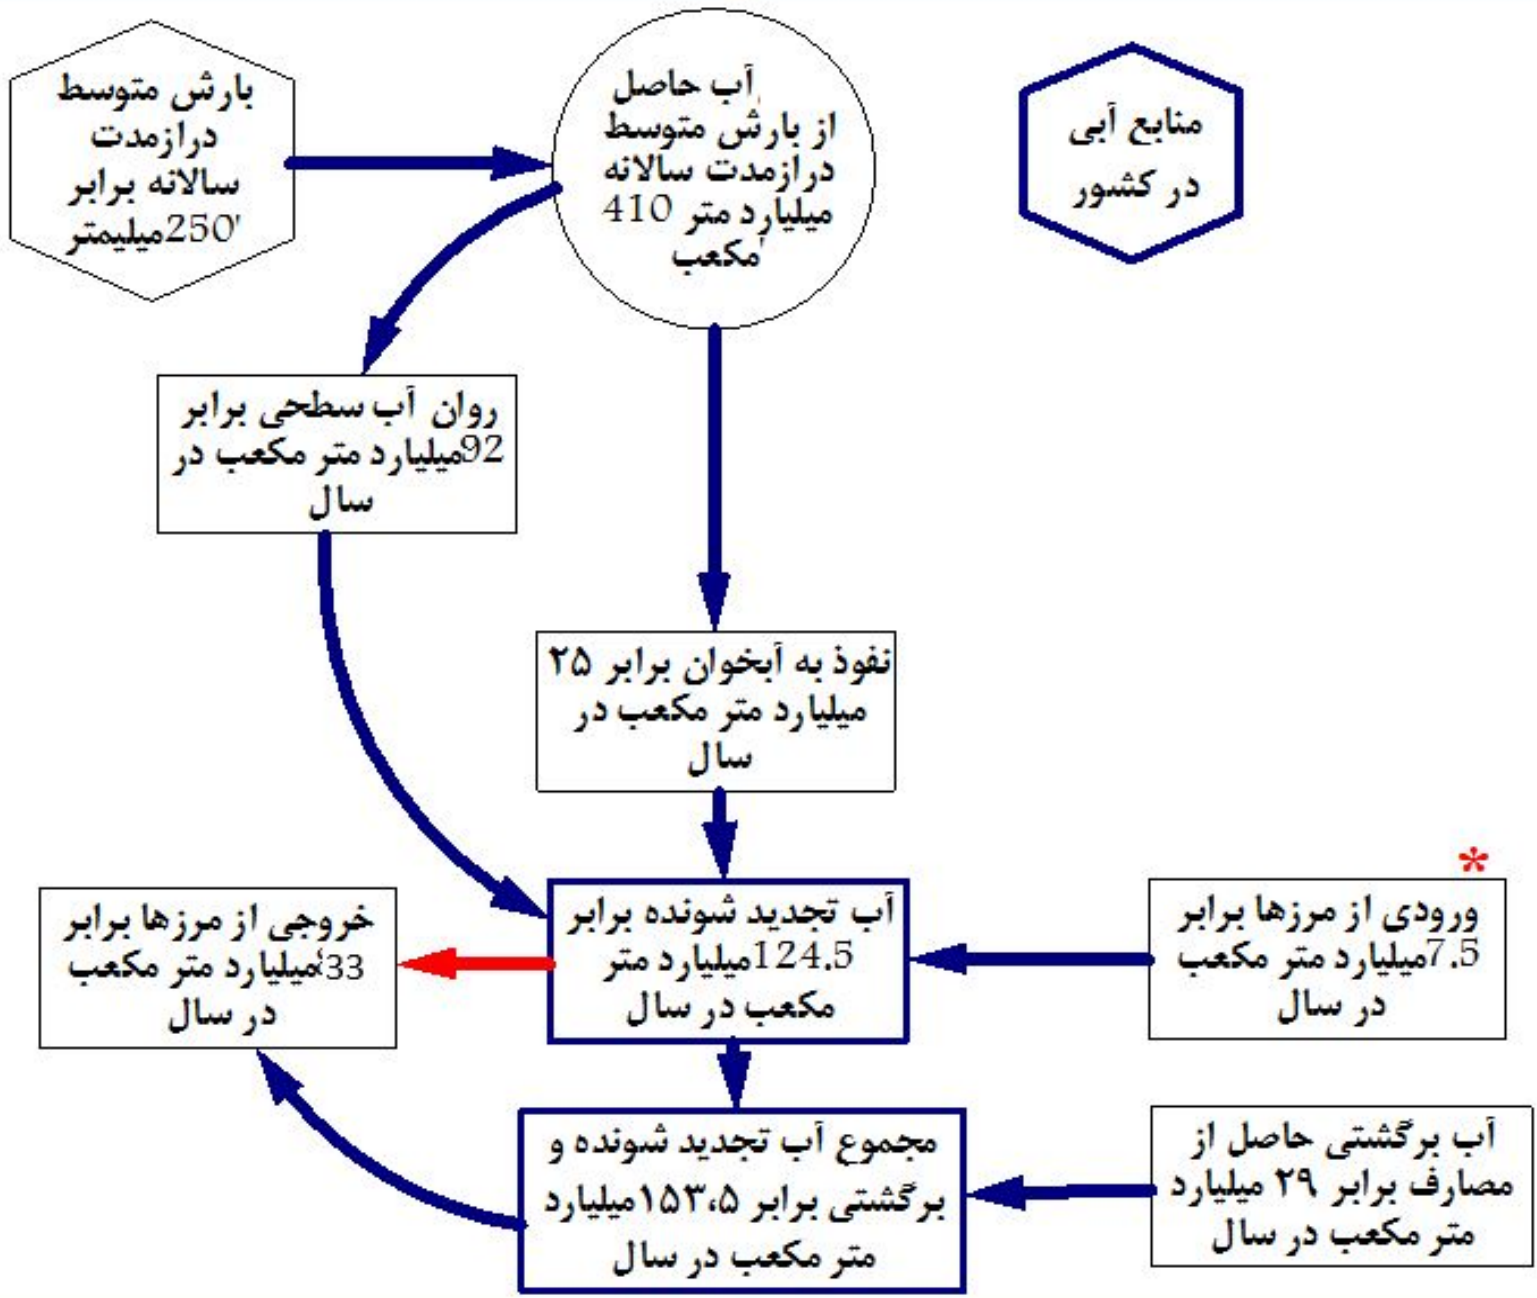 منابع آبی
در کشور
بارش متوسط
درازمدت
سالانه برابر
250میلیمتر
آب حاصل
از بارش متوسط
درازمدت سالانه
410 میلیارد متر
مکعب
روان آب سطحی برابر
92میلیارد متر مکعب در
سال
نفوذ به آبخوان برابر ۲۵
میلیارد متر مکعب در
سال
*
ورودی از مرزها برابر
7.5میلیارد متر مکعب
در سال
آب تجدید شونده برابر
124.5میلیارد متر
مکعب در سال
خروجی از مرزها برابر
33میلیارد متر مکعب
در سال
آب برگشتی حاصل از
مصارف برابر ۲۹ میلیارد
متر مکعب در سال
مجموع آب تجدید شونده و
برگشتی برابر ۱۵۳،۵میلیارد
متر مکعب در سال